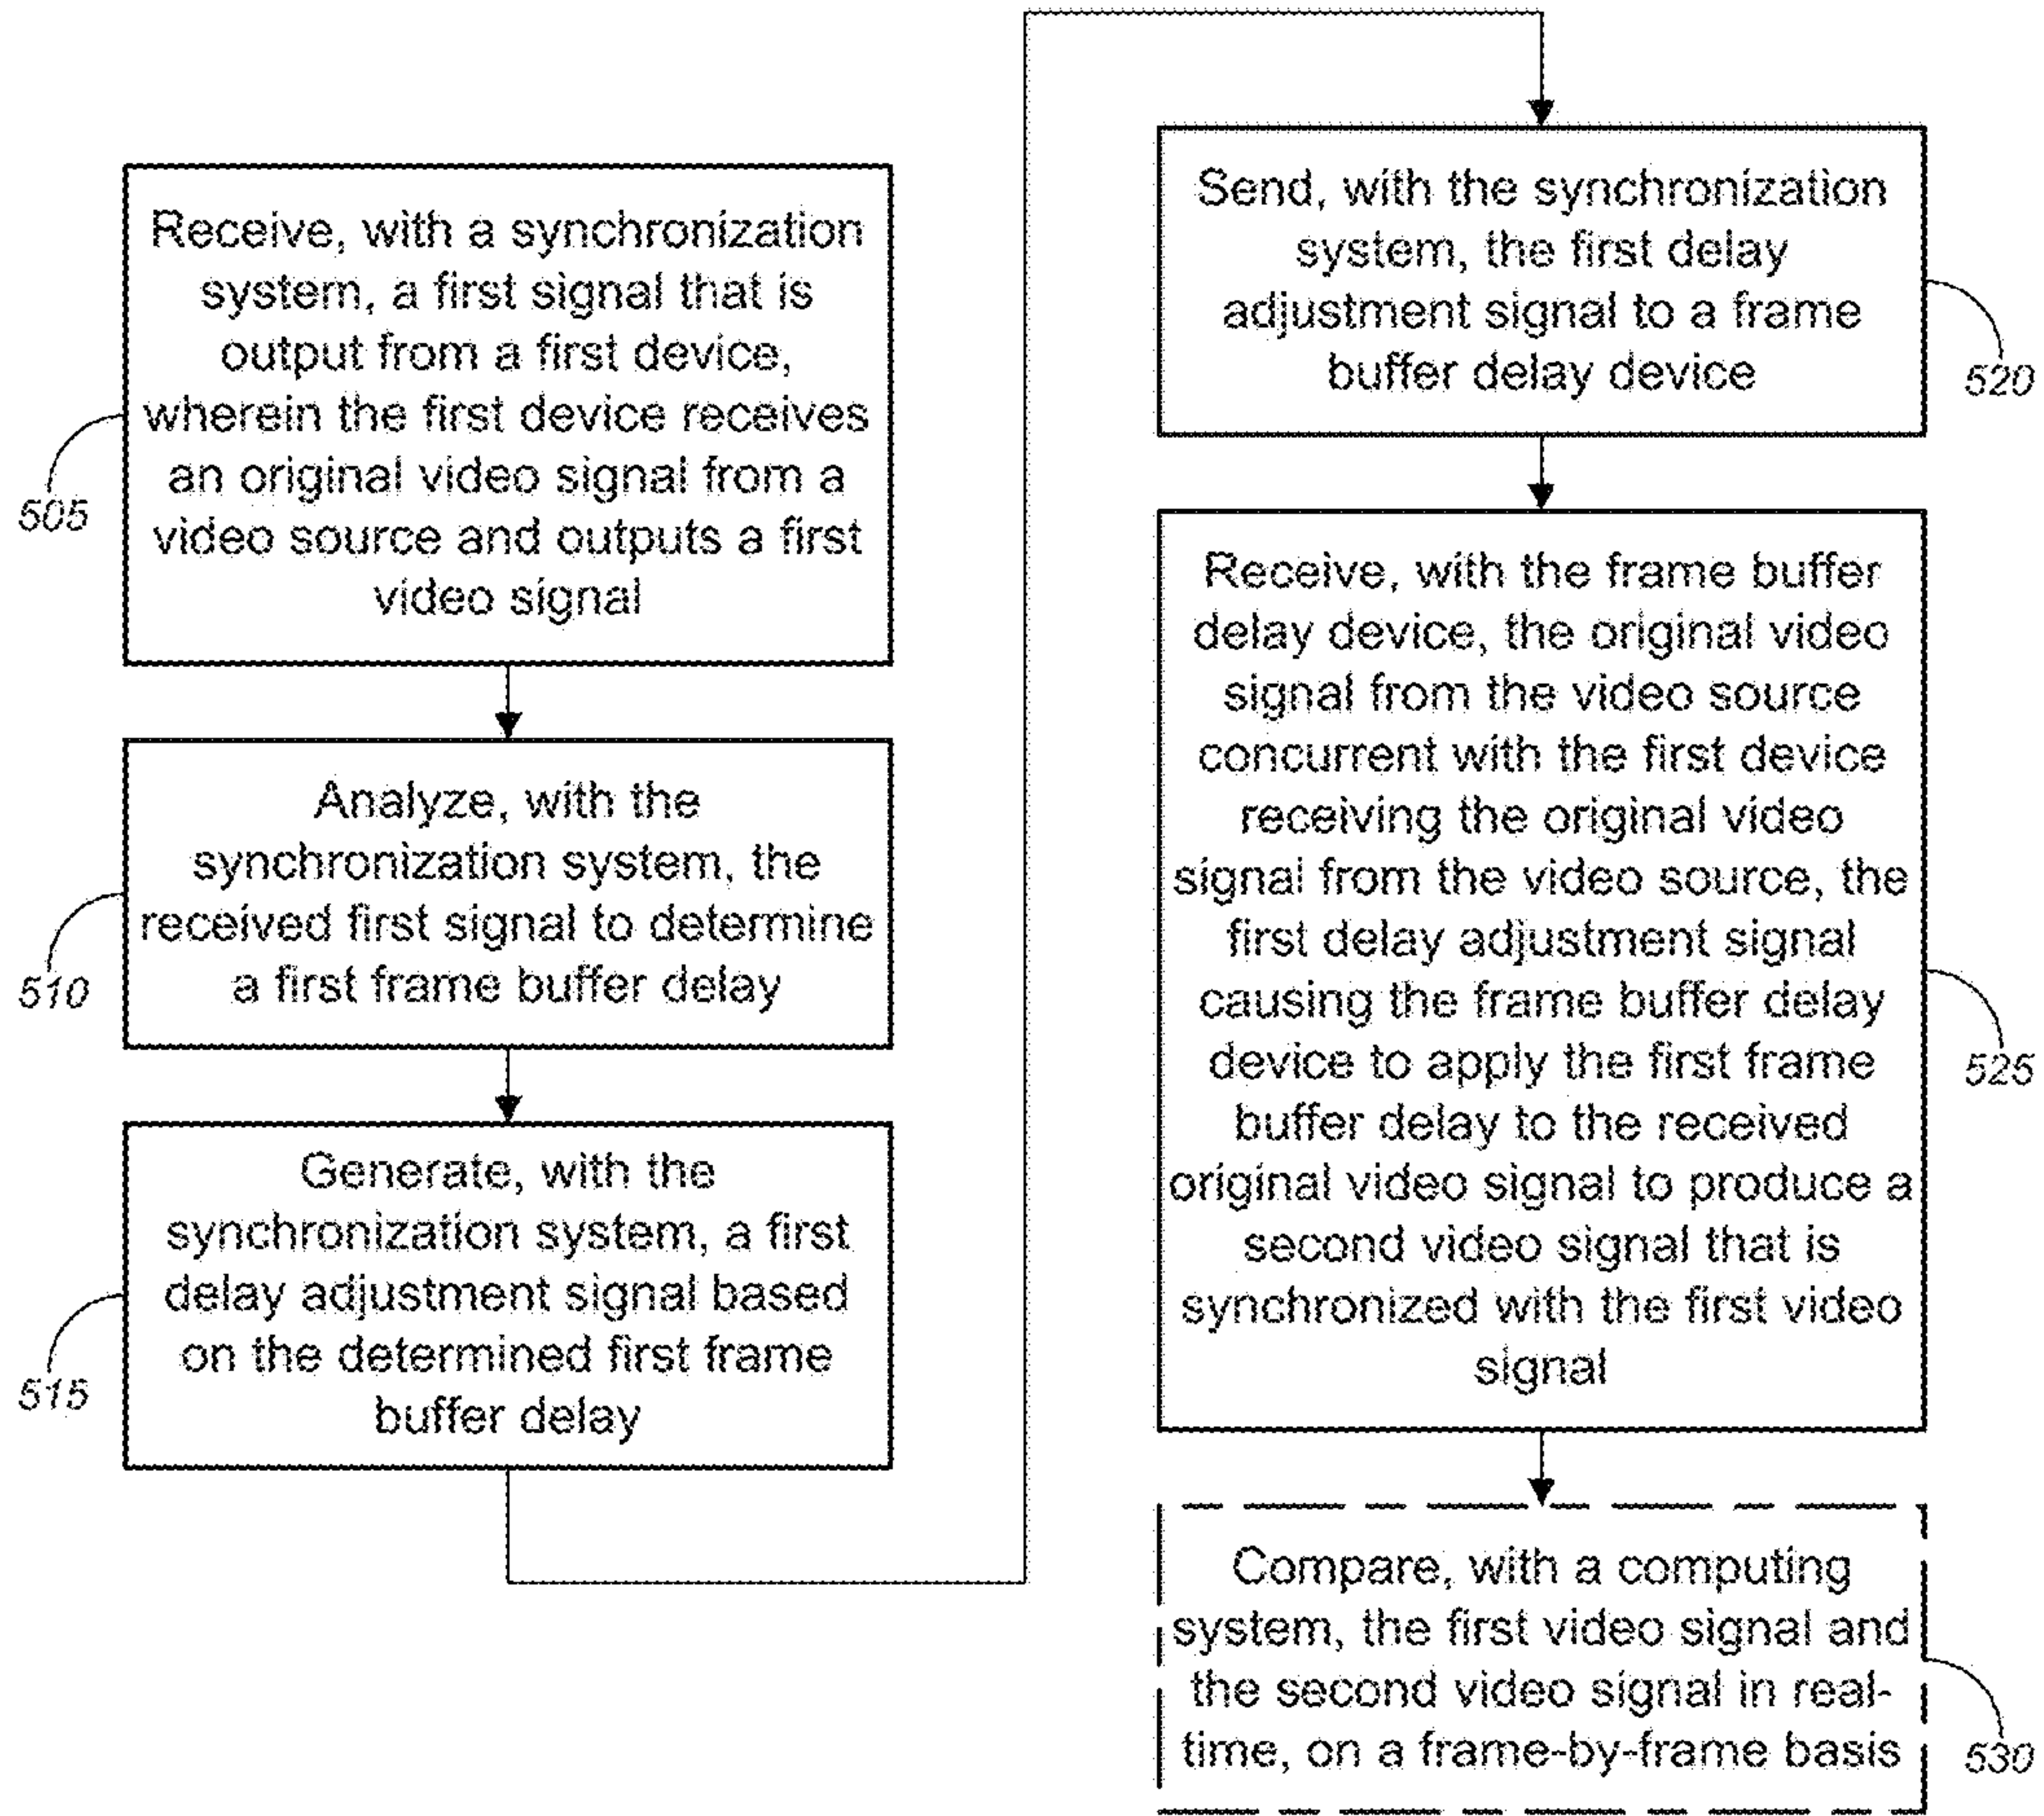 Receive, with a synchronization
system, a first signal that is
output from a first device,
wherein the first device receives
an original video signal from a
video source and outputs a first
video signal
505
Analyze, with the
synchronization system, the
received first signal to determine
a first frame buffer delay
510
Generate, with the
synchronization system, a first
delay adjustment signal based
on the determined first frame
buffer delay
515
Send, with the synchronization
system, the first delay
adjustment signal to a frame
buffer delay device
520
Receive, with the frame buffer
delay device, the original video
signal from the video source
concurrent with the first device
receiving the original video
signal from the video source, the
first delay adjustment signal
causing the frame buffer delay
device to apply the first frame
buffer delay to the received
original video signal to produce a
second video signal that is
synchronized with the first video
signal
525
Compare, with a computing
system, the first video signal and
the second video signal in real-
time, on a frame-by-frame basis
530